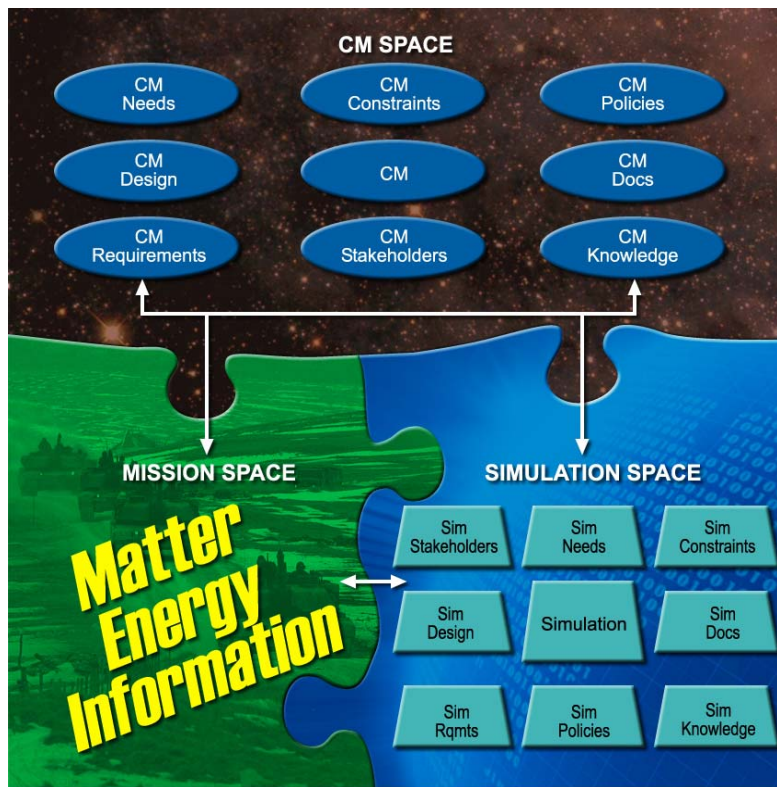 CM SPACE
CM
Needs
CM
Constraints
CM
Policies
CM
Design
CM
CM
Docs
CM
Requirements
CM
Stakeholders
CM
Knowledge
MISSION SPACE
Matter
Energy
Information
SIMULATION SPACE
Sim
Stakeholders
Sim
Needs
Sim
Constraints
Sim
Design
Simulation
Sim
Docs
Sim
Rqmts
Sim
Policies
Sim
Knowledge